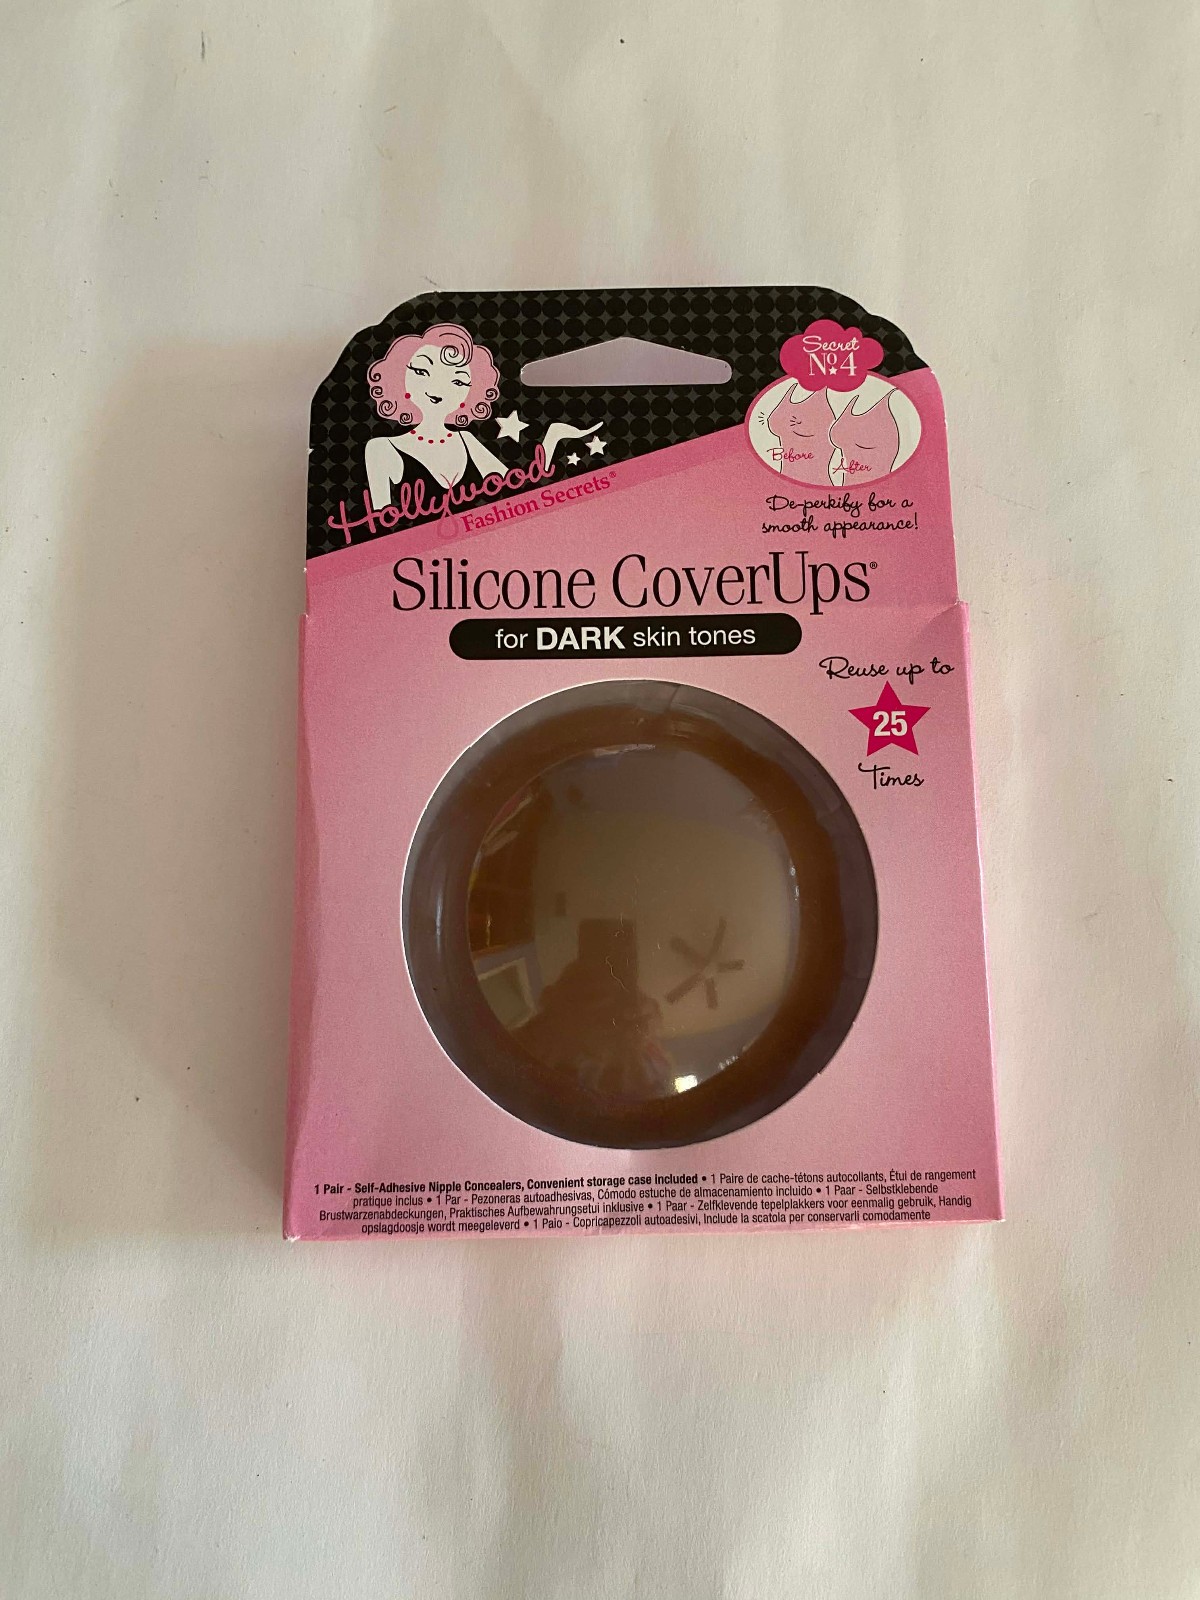 Secret
No. 4
Before
After
Hollywood
Fashion Secrets®
De-perkify for a
smooth appearance!
Silicone CoverUps®
for DARK skin tones
Reuse up to
25
Times
1 Pair - Self-Adhesive Nipple Concealers, Convenient storage case included • 1 Paire de cache-tétons autocollants, Étui de rangement
pratique inclus • 1 Par - Pezoneras autoadhesivas, Cómodo estuche de almacenamiento incluido • 1 Paar - Selbstklebende
Brustwarzenabdeckungen, Praktisches Aufbewahrungsetui inklusive • 1 Paar - Zelfklevende tepelplakkers voor eenmalig gebruik, Handig
opslagdoosje wordt meegeleverd • 1 Paio - Copricapezzoli autoadesivi, Include la scatola per conservarli comodamente